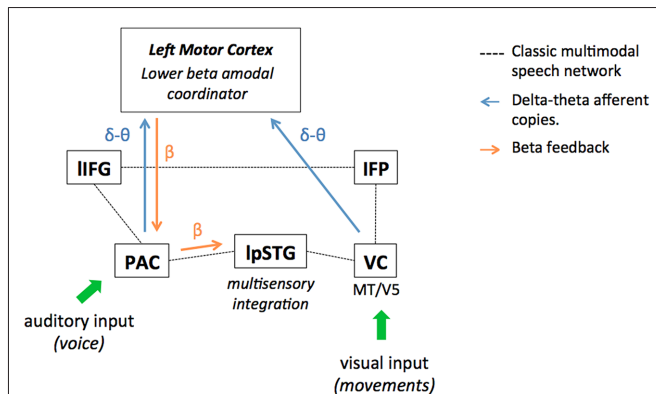 Left Motor Cortex
Lower beta amodal
coordinator
Classic multimodal
speech network
Delta-theta afferent
copies.
Beta feedback
δ-θ
β
δ-θ
lIFG
IFP
β
PAC
lpSTG
VC
multisensory
integration
MT/V5
auditory input
(voice)
visual input
(movements)